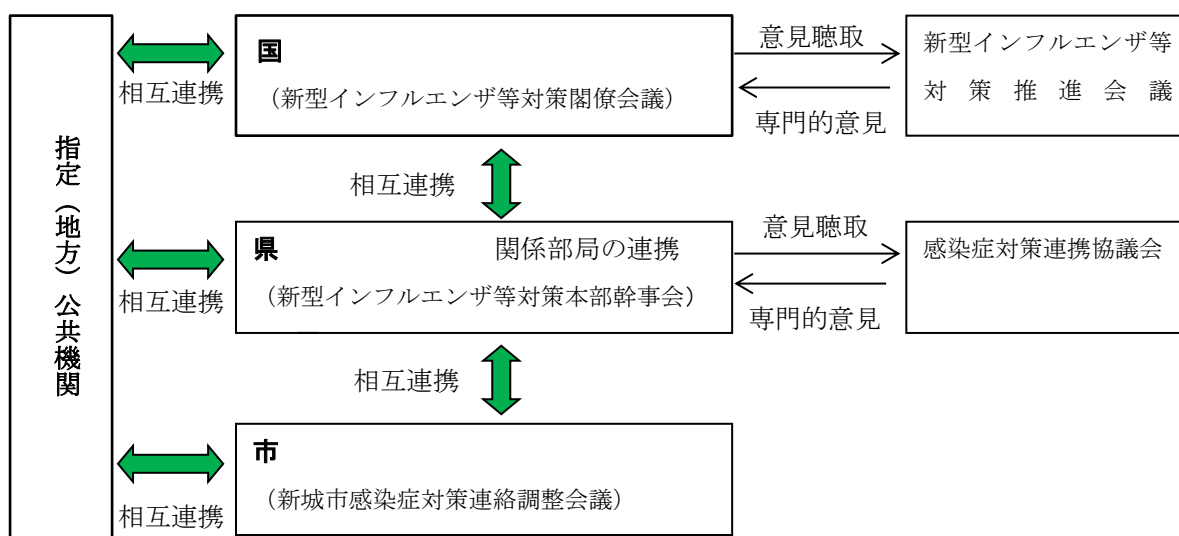 指定（地方）公共機関
相互連携
国
（新型インフルエンザ等対策閣僚会議）
意見聴取
専門的意見
新型インフルエンザ等
対策推進会議
相互連携
相互連携
県 関係部局の連携
（新型インフルエンザ等対策本部幹事会）
意見聴取
専門的意見
感染症対策連携協議会
相互連携
相互連携
市
（新城市感染症対策連絡調整会議）